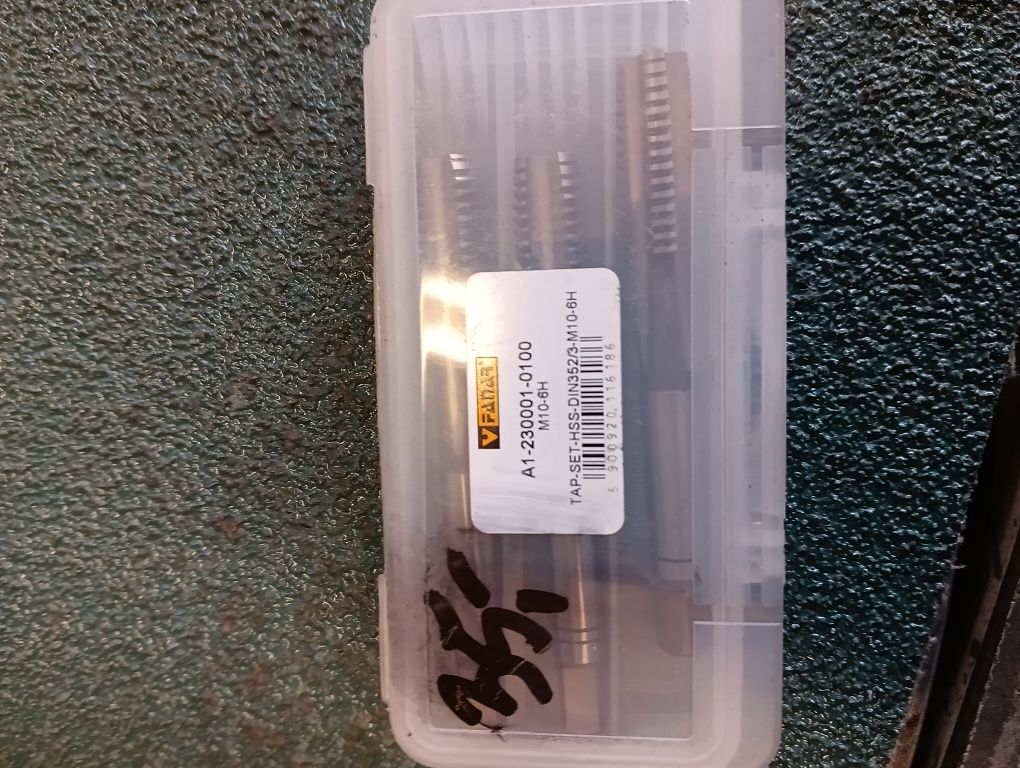 FANAR
A1-230001-0100
M10-6H
TAP-SET-HSS-DIN352/3-M10-6H
5 900920 116186
35,-